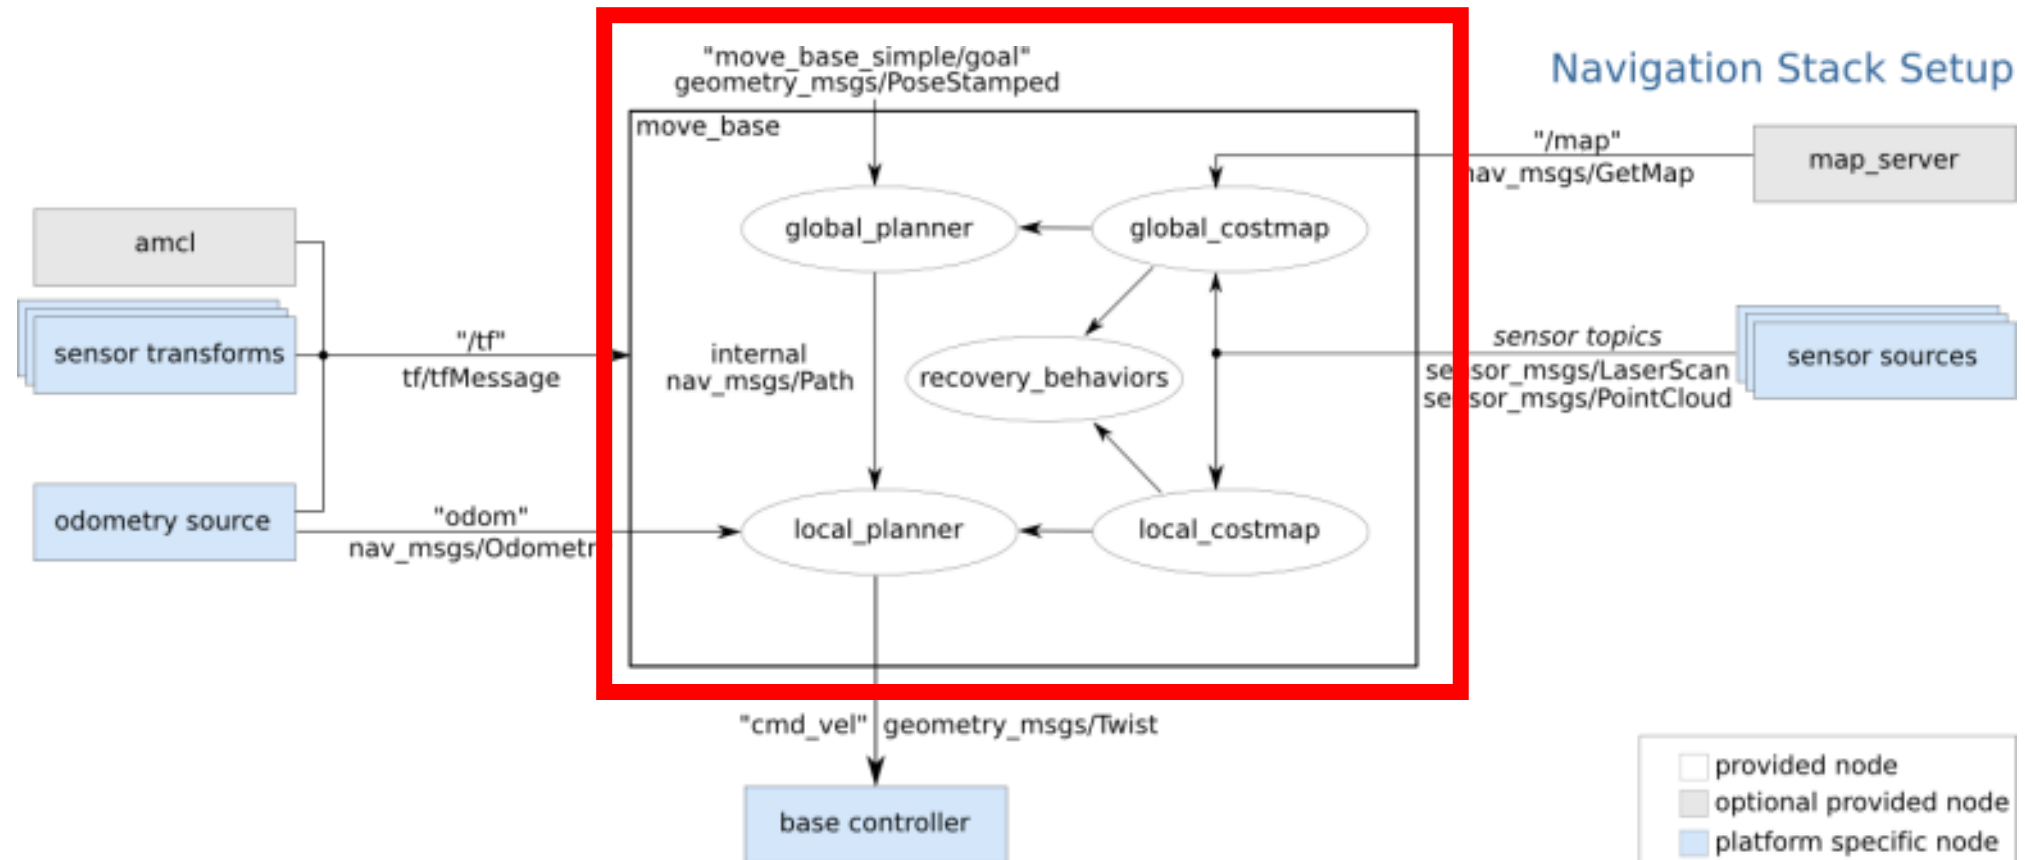 Navigation Stack Setup
"move_base_simple/goal"
geometry_msgs/PoseStamped
move_base
"/map"
nav_msgs/GetMap
map_server
global_planner
global_costmap
amcl
sensor transforms
"/tf"
tf/tfMessage
internal
nav_msgs/Path
recovery_behaviors
sensor topics
sensor_msgs/LaserScan
sensor_msgs/PointCloud
sensor sources
odometry source
"odom"
nav_msgs/Odometr
local_planner
local_costmap
"cmd_vel" geometry_msgs/Twist
base controller
provided node
optional provided node
platform specific node